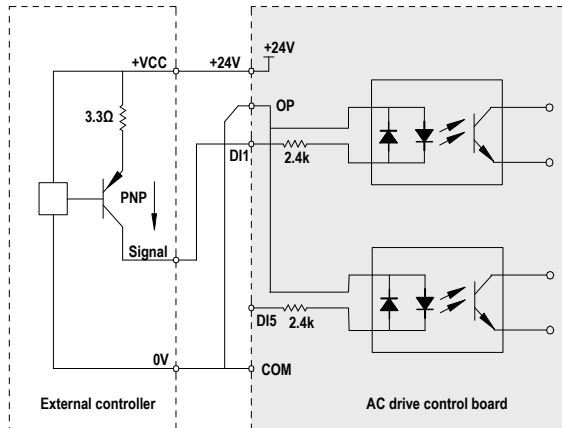 +VCC
+24V
+24V
OP
3.3Ω
DI1
2.4k
PNP
Signal
DI5
2.4k
0V
COM
External controller
AC drive control board